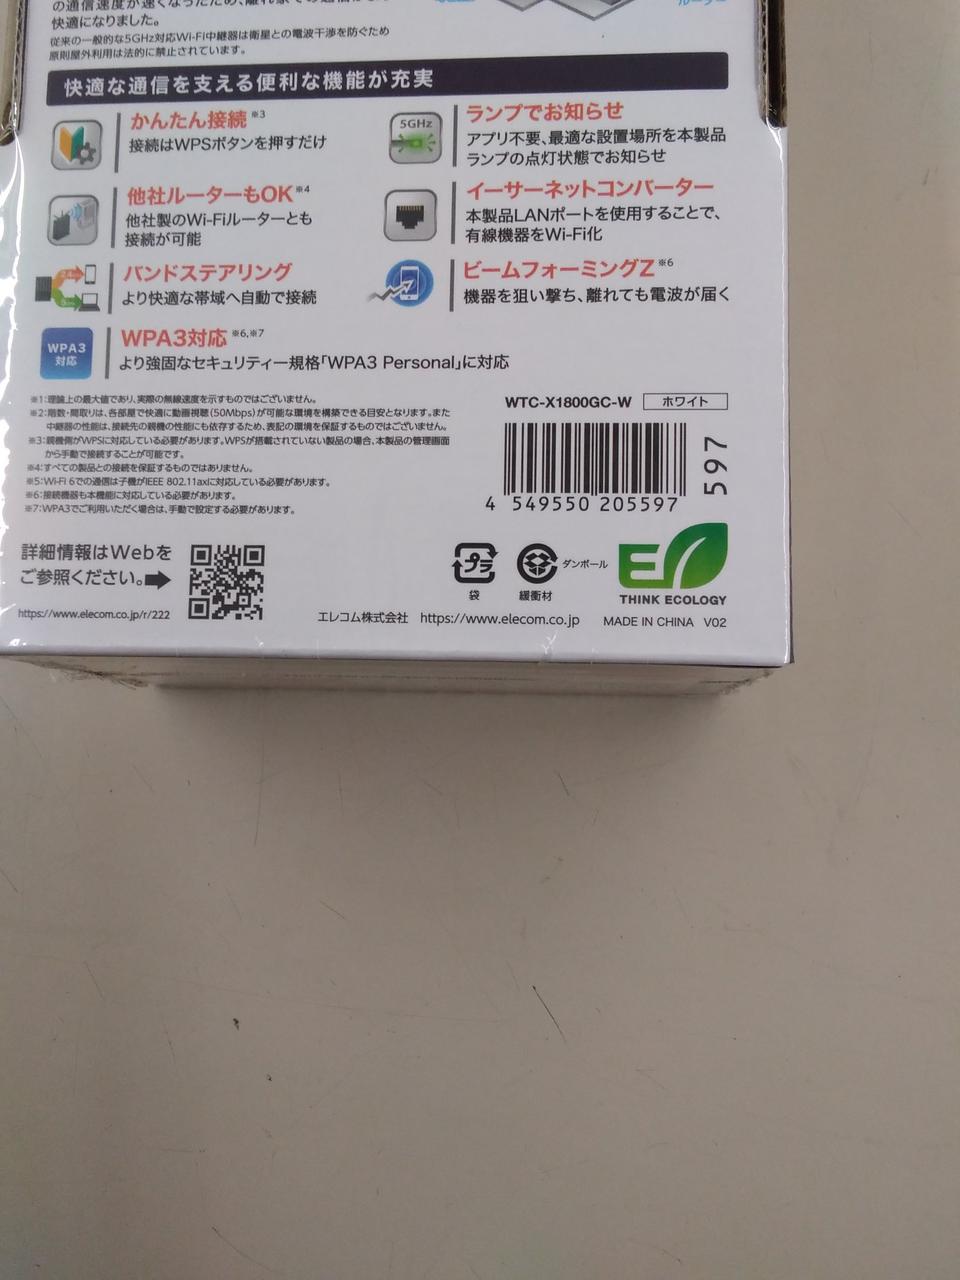 の通信速度が速くなったため、離れ家での通信が
快適になりました。
従来の一般的な5GHz対応Wi-Fi中継器は衛星との電波干渉を防ぐため
原則屋外利用は法的に禁止されています。
ルーター
快適な通信を支える便利な機能が充実
かんたん接続 ※3
接続はWPSボタンを押すだけ
5GHz
ランプでお知らせ
アプリ不要、最適な設置場所を本製品
ランプの点灯状態でお知らせ
他社ルーターもOK ※4
他社製のWi-Fiルーターとも
接続が可能
イーサーネットコンバーター
本製品LANポートを使用することで、
有線機器をWi-Fi化
バンドステアリング
より快適な帯域へ自動で接続
ビームフォーミングZ ※6
機器を狙い撃ち、離れても電波が届く
WPA3
対応
WPA3対応 ※6,※7
より強固なセキュリティー規格「WPA3 Personal」に対応
※1:理論上の最大値であり、実際の無線速度を示すものではございません。
※2:階数・間取りは、各部屋で快適に動画視聴(50Mbps)が可能な環境を構築できる目安となります。また
中継器の性能は、接続先の親機の性能にも依存するため、表記の環境を保証するものではございません。
※3:親機側がWPSに対応している必要があります。WPSが搭載されていない製品の場合、本製品の管理画面
から手動で接続することが可能です。
※4:すべての製品との接続を保証するものではありません。
※5:Wi-Fi 6での通信は子機がIEEE 802.11axに対応している必要があります。
※6:接続機器も本機能に対応している必要があります。
※7:WPA3でご利用いただく場合は、手動で設定する必要があります。
WTC-X1800GC-W ホワイト
4 549550 205597
597
詳細情報はWebを
ご参照ください。
https://www.elecom.co.jp/r/222
プラ
袋
緩衝材
ダンボール
THINK ECOLOGY
エレコム株式会社 https://www.elecom.co.jp
MADE IN CHINA V02